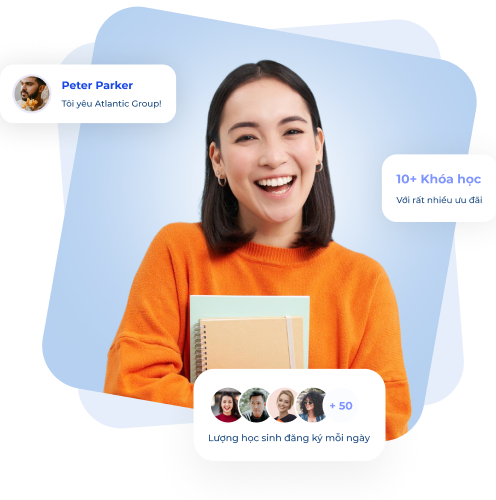 Peter Parker
Tôi yêu Atlantic Group!
10+ Khóa học
Với rất nhiều ưu đãi
+ 50
Lượng học sinh đăng ký mỗi ngày